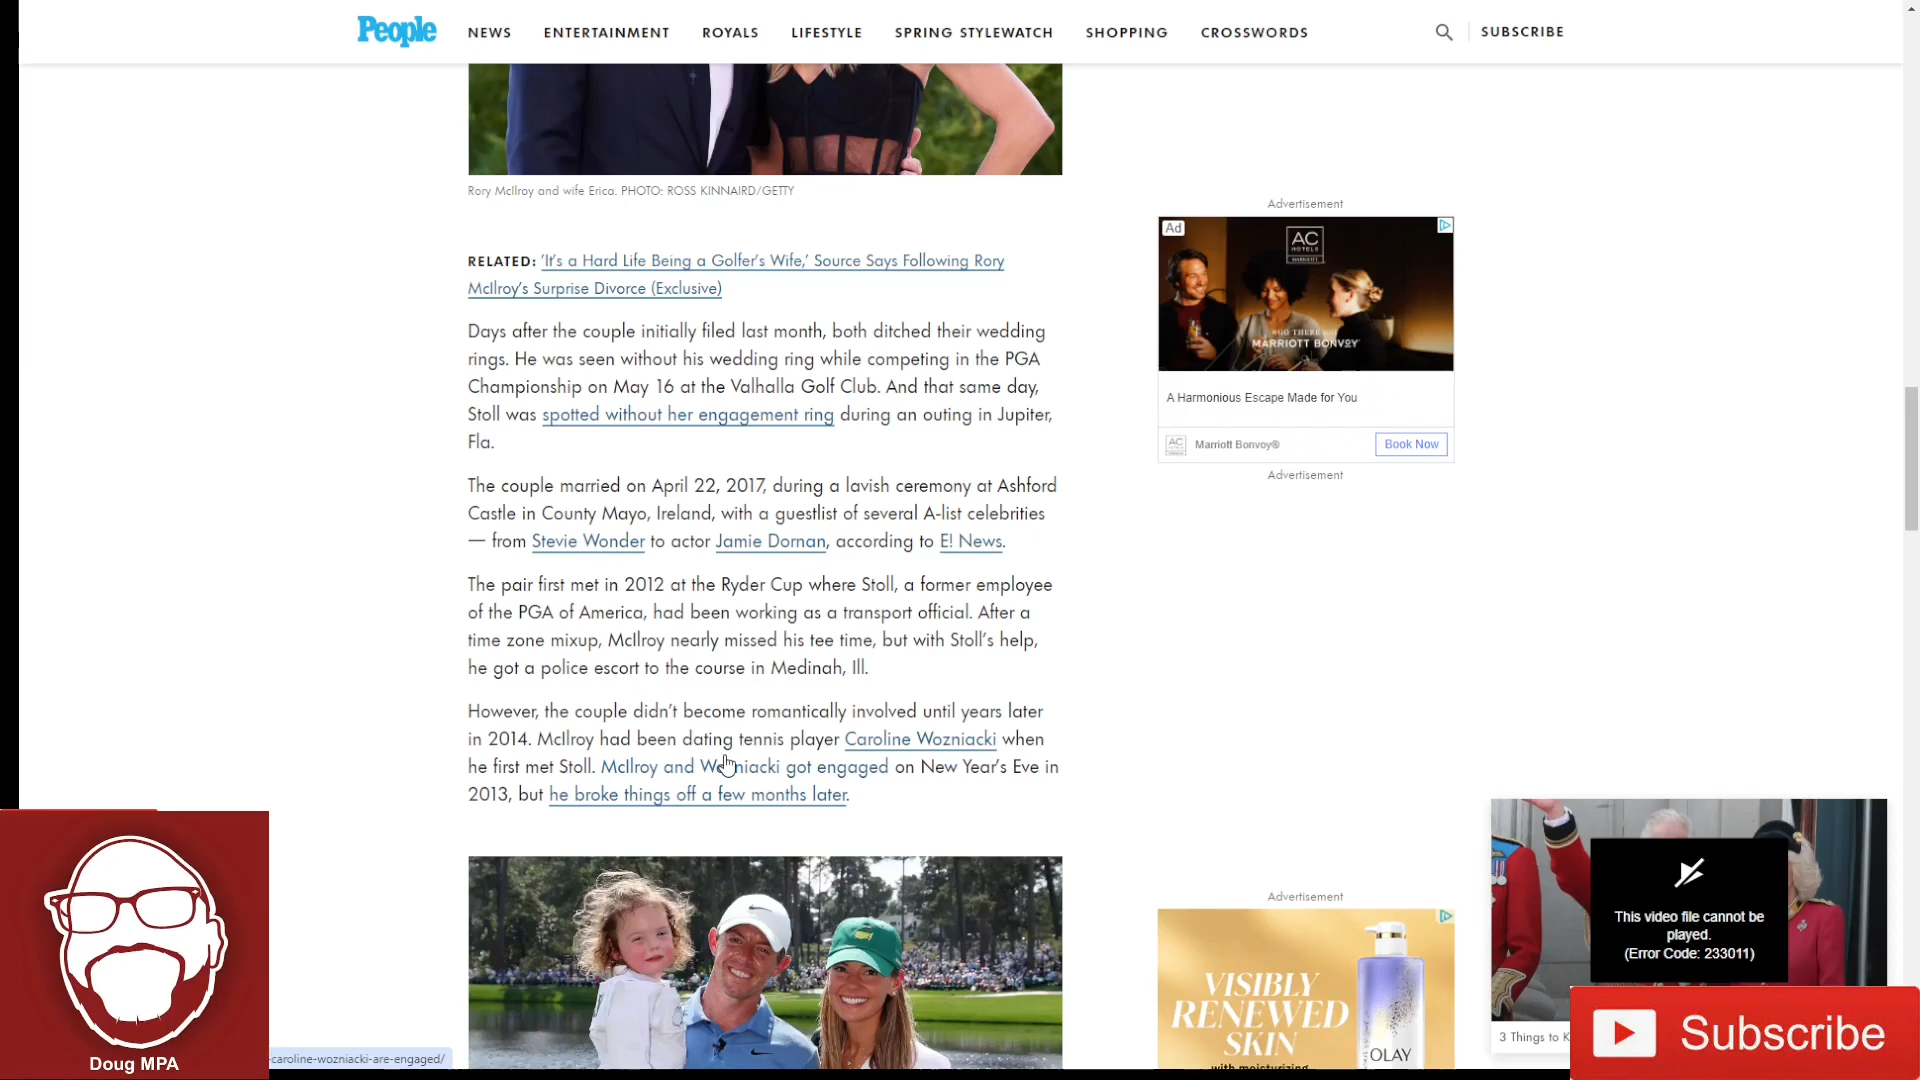 People
NEWS
ENTERTAINMENT
ROYALS
LIFESTYLE
SPRING STYLEWATCH
SHOPPING
CROSSWORDS
SUBSCRIBE
Rory McIlroy and wife Erica. PHOTO: ROSS KINNAIRD/GETTY
RELATED: 'It's a Hard Life Being a Golfer's Wife,' Source Says Following Rory
McIlroy's Surprise Divorce (Exclusive)
Days after the couple initially filed last month, both ditched their wedding
rings. He was seen without his wedding ring while competing in the PGA
Championship on May 16 at the Valhalla Golf Club. And that same day,
Stoll was spotted without her engagement ring during an outing in Jupiter,
Fla.
The couple married on April 22, 2017, during a lavish ceremony at Ashford
Castle in County Mayo, Ireland, with a guestlist of several A-list celebrities
— from Stevie Wonder to actor Jamie Dornan, according to E! News.
The pair first met in 2012 at the Ryder Cup where Stoll, a former employee
of the PGA of America, had been working as a transport official. After a
time zone mixup, McIlroy nearly missed his tee time, but with Stoll's help,
he got a police escort to the course in Medinah, Ill.
However, the couple didn't become romantically involved until years later
in 2014. McIlroy had been dating tennis player Caroline Wozniacki when
he first met Stoll. McIlroy and Wozniacki got engaged on New Year's Eve in
2013, but he broke things off a few months later.
Advertisement
Ad
AC
HOTELS
MARRIOTT
GO THERE WITH
MARRIOTT BONVOY
A Harmonious Escape Made for You
AC
Marriott Bonvoy®
Book Now
Advertisement
Advertisement
VISIBLY
RENEWED
SKIN
with moisturizing
OLAY
This video file cannot be
played.
(Error Code: 233011)
3 Things to K
Subscribe
Doug MPA
-caroline-wozniacki-are-engaged/